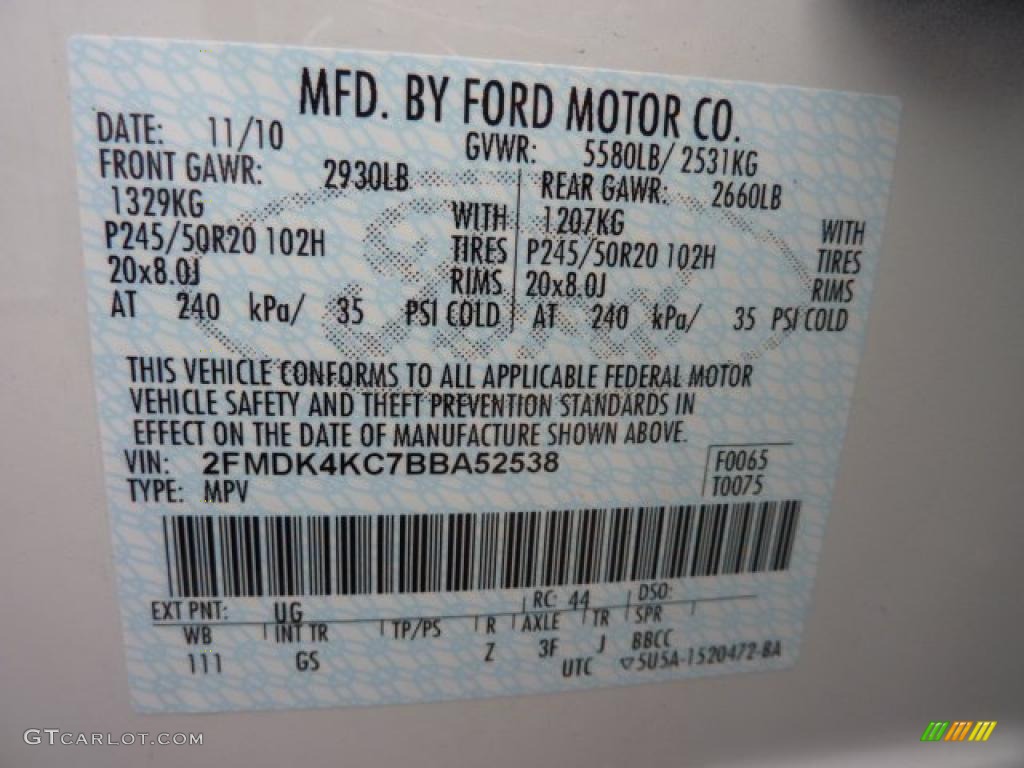 MFD. BY FORD MOTOR CO.
DATE: 11/10 GVWR: 5580LB/ 2531KG
FRONT GAWR: 2930LB REAR GAWR: 2660LB
1329KG WITH 1207KG WITH
P245/50R20 102H TIRES P245/50R20 102H TIRES
20x8.0J RIMS 20x8.0J RIMS
AT 240 kPa/ 35 PSI COLD AT 240 kPa/ 35 PSI COLD
THIS VEHICLE CONFORMS TO ALL APPLICABLE FEDERAL MOTOR
VEHICLE SAFETY AND THEFT PREVENTION STANDARDS IN
EFFECT ON THE DATE OF MANUFACTURE SHOWN ABOVE.
VIN: 2FMDK4KC7BBA52538 F0065
TYPE: MPV T0075
EXT PNT: UG RC: 44 DSO:
WB INT TR TP/PS R AXLE TR SPR
111 GS Z 3F J BBCC
UTC ▽5U5A-1520472-BA
GTCARLOT.COM